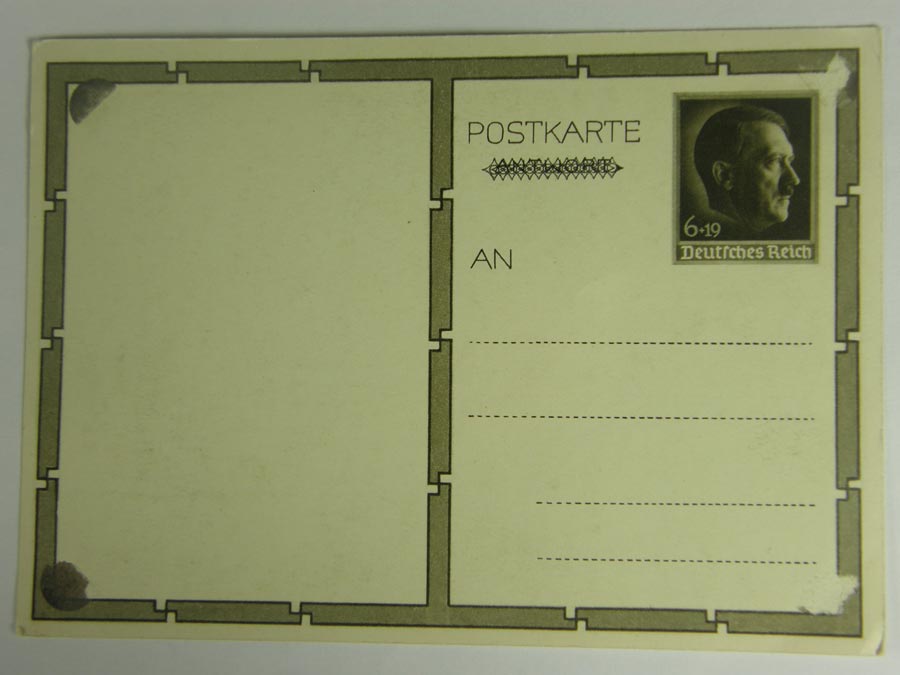 POSTKARTE
AN
6+19
Deutsches Reich